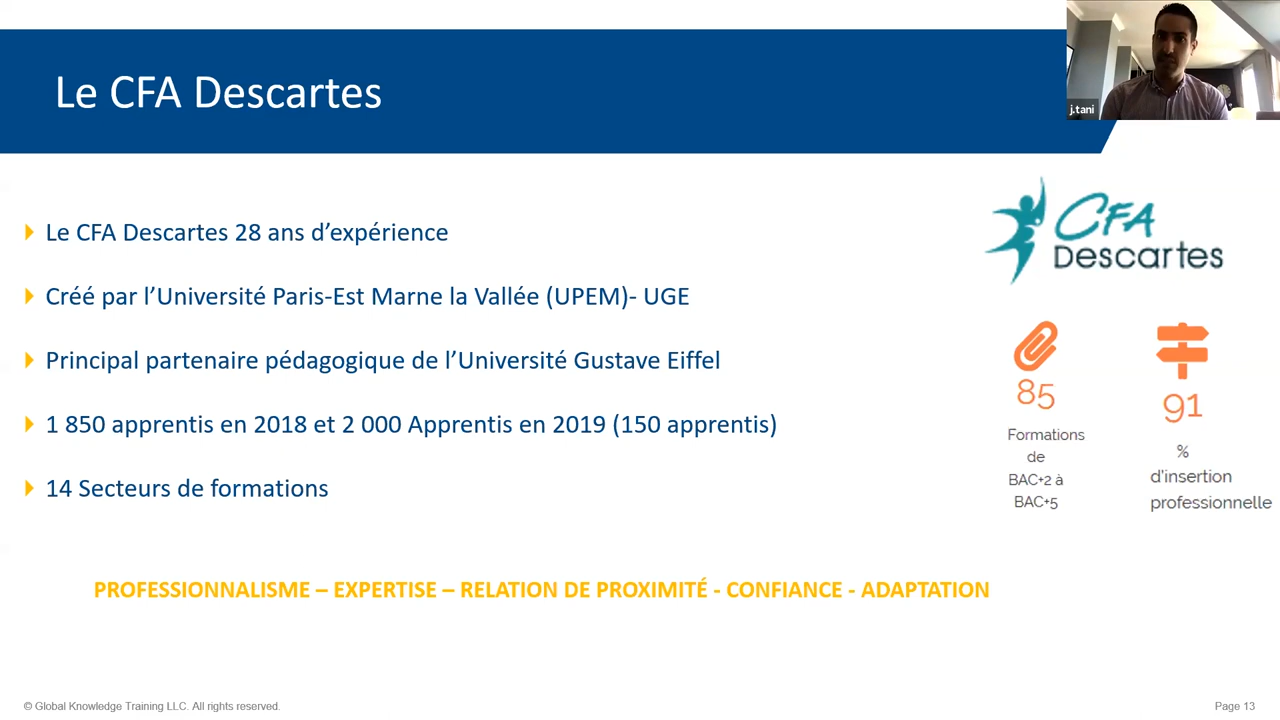 Le CFA Descartes
j.tani
Le CFA Descartes 28 ans d’expérience
Créé par l’Université Paris-Est Marne la Vallée (UPEM)- UGE
Principal partenaire pédagogique de l’Université Gustave Eiffel
1 850 apprentis en 2018 et 2 000 Apprentis en 2019 (150 apprentis)
14 Secteurs de formations
CFA
Descartes
85
Formations
de
BAC+2 à
BAC+5
91
%
d’insertion
professionnelle
PROFESSIONNALISME – EXPERTISE – RELATION DE PROXIMITÉ - CONFIANCE - ADAPTATION
© Global Knowledge Training LLC. All rights reserved.
Page 13